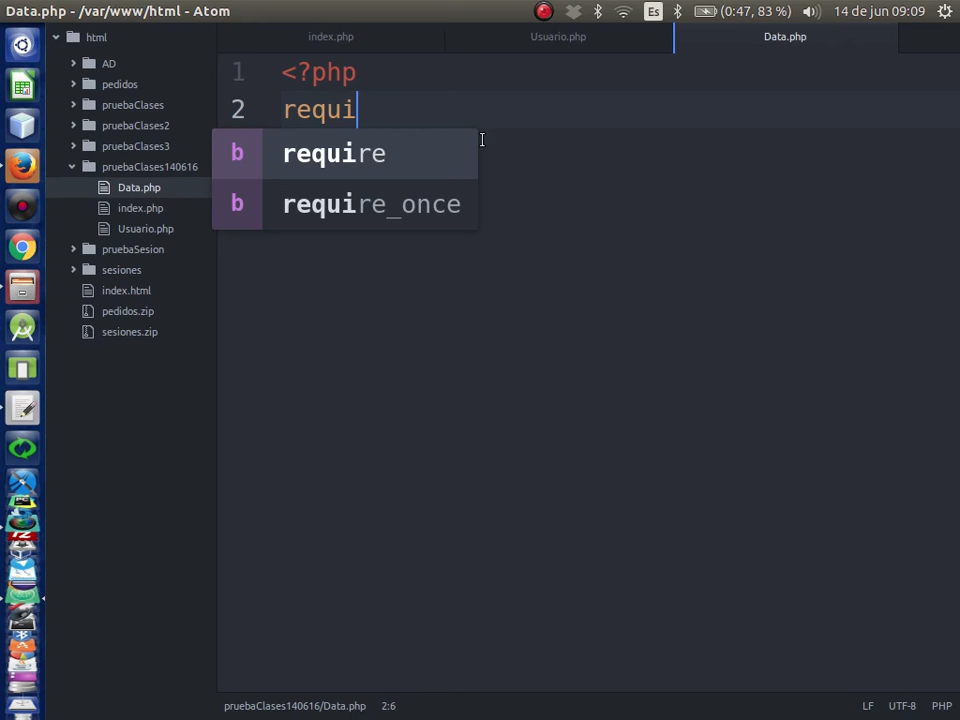 Data.php - /var/www/html - Atom
Es
(0:47, 83 %)
14 de jun 09:09
html
AD
pedidos
pruebaClases
pruebaClases2
pruebaClases3
pruebaClases140616
Data.php
index.php
Usuario.php
pruebaSesion
sesiones
index.html
pedidos.zip
sesiones.zip
index.php
Usuario.php
Data.php
1 <?php
2 requi
b require
b require_once
pruebaClases140616/Data.php 2:6
LF UTF-8 PHP